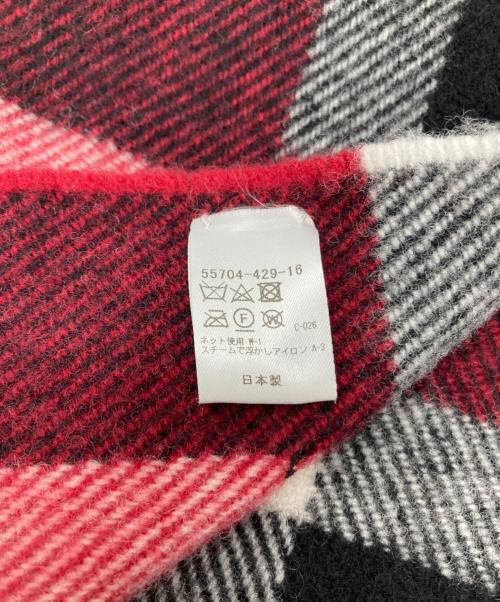 55704-429-16
F W C-026
ネット使用 W-1
スチームで浮かしアイロン A-3
日本製